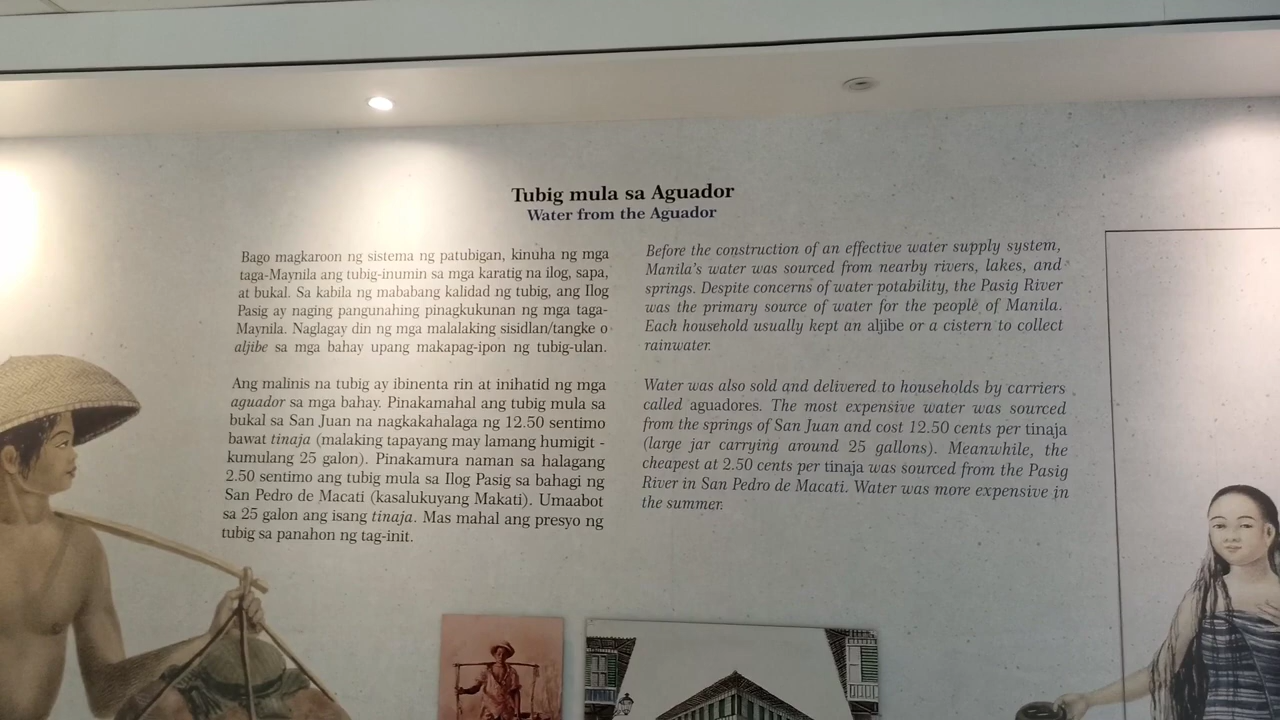 Tubig mula sa Aguador
Water from the Aguador
Bago magkaroon ng sistema ng patubigan, kinuha ng mga
taga-Maynila ang tubig-inumin sa mga karatig na ilog, sapa,
at bukal. Sa kabila ng mababang kalidad ng tubig, ang Ilog
Pasig ay naging pangunahing pinagkukunan ng mga taga-
Maynila. Naglagay din ng mga malalaking sisidlan/tangke o
aljibe sa mga bahay upang makapag-ipon ng tubig-ulan.
Ang malinis na tubig ay ibinenta rin at inihatid ng mga
aguador sa mga bahay. Pinakamahal ang tubig mula sa
bukal sa San Juan na nagkakahalaga ng 12.50 sentimo
bawat tinaja (malaking tapayang may lamang humigit -
kumulang 25 galon). Pinakamura naman sa halagang
2.50 sentimo ang tubig mula sa Ilog Pasig sa bahagi ng
San Pedro de Macati (kasalukuyang Makati). Umaabot
sa 25 galon ang isang tinaja. Mas mahal ang presyo ng
tubig sa panahon ng tag-init.
Before the construction of an effective water supply system,
Manila's water was sourced from nearby rivers, lakes, and
springs. Despite concerns of water potability, the Pasig River
was the primary source of water for the people of Manila.
Each household usually kept an aljibe or a cistern to collect
rainwater.
Water was also sold and delivered to households by carriers
called aguadores. The most expensive water was sourced
from the springs of San Juan and cost 12.50 cents per tinaja
(large jar carrying around 25 gallons). Meanwhile, the
cheapest at 2.50 cents per tinaja was sourced from the Pasig
River in San Pedro de Macati. Water was more expensive in
the summer.